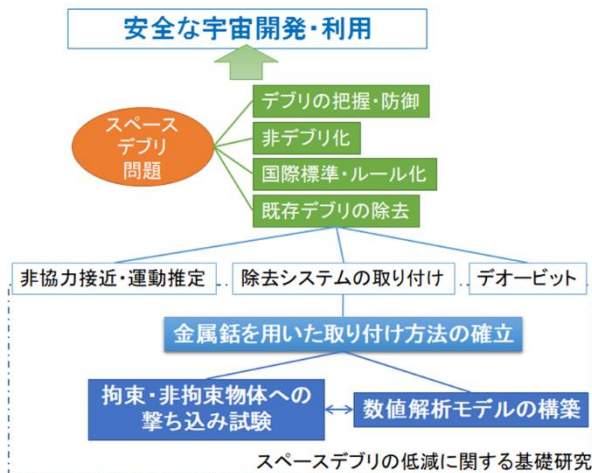 安全な宇宙開発・利用
スペース
デブリ
問題
デブリの把握・防御
非デブリ化
国際標準・ルール化
既存デブリの除去
非協力接近・運動推定
除去システムの取り付け
デオービット
金属銛を用いた取り付け方法の確立
拘束・非拘束物体への
撃ち込み試験
数値解析モデルの構築
スペースデブリの低減に関する基礎研究